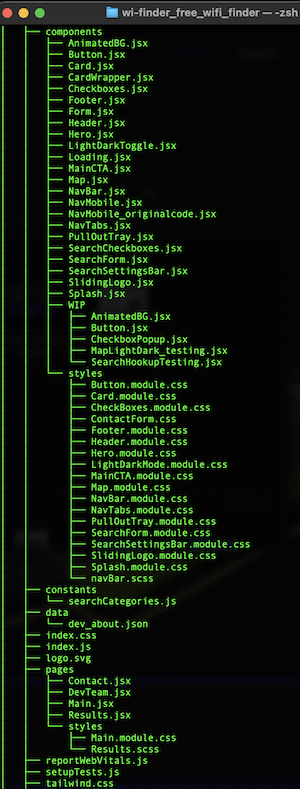 wi-finder_free_wifi_finder — -zsh
├── components
│   ├── AnimatedBG.jsx
│   ├── Button.jsx
│   ├── Card.jsx
│   ├── CardWrapper.jsx
│   ├── Checkboxes.jsx
│   ├── Footer.jsx
│   ├── Form.jsx
│   ├── Header.jsx
│   ├── Hero.jsx
│   ├── LightDarkToggle.jsx
│   ├── Loading.jsx
│   ├── MainCTA.jsx
│   ├── Map.jsx
│   ├── NavBar.jsx
│   ├── NavMobile.jsx
│   ├── NavMobile_originalcode.jsx
│   ├── NavTabs.jsx
│   ├── PullOutTray.jsx
│   ├── SearchCheckboxes.jsx
│   ├── SearchForm.jsx
│   ├── SearchSettingsBar.jsx
│   ├── SlidingLogo.jsx
│   ├── Splash.jsx
│   ├── WIP
│   │   ├── AnimatedBG.jsx
│   │   ├── Button.jsx
│   │   ├── CheckboxPopup.jsx
│   │   ├── MapLightDark_testing.jsx
│   │   └── SearchHookupTesting.jsx
│   └── styles
│       ├── Button.module.css
│       ├── Card.module.css
│       ├── CheckBoxes.module.css
│       ├── ContactForm.css
│       ├── Footer.module.css
│       ├── Header.module.css
│       ├── Hero.module.css
│       ├── LightDarkMode.module.css
│       ├── MainCTA.module.css
│       ├── Map.module.css
│       ├── NavBar.module.css
│       ├── NavTabs.module.css
│       ├── PullOutTray.module.css
│       ├── SearchForm.module.css
│       ├── SearchSettingsBar.module.css
│       ├── SlidingLogo.module.css
│       ├── Splash.module.css
│       └── navBar.scss
├── constants
│   └── searchCategories.js
├── data
│   └── dev_about.json
├── index.css
├── index.js
├── logo.svg
├── pages
│   ├── Contact.jsx
│   ├── DevTeam.jsx
│   ├── Main.jsx
│   ├── Results.jsx
│   └── styles
│       ├── Main.module.css
│       └── Results.scss
├── reportWebVitals.js
├── setupTests.js
├── tailwind.css